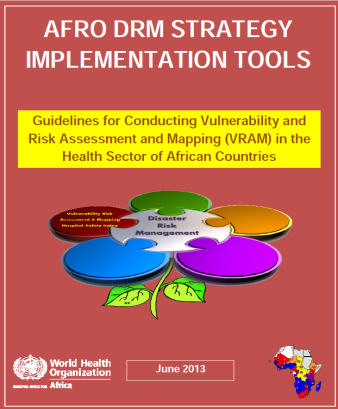 AFRO DRM STRATEGY
IMPLEMENTATION TOOLS
Guidelines for Conducting Vulnerability and
Risk Assessment and Mapping (VRAM) in the
Health Sector of African Countries
Vulnerability Risk
Assessment & Mapping
Hospital Safety Index
Disaster
Risk
Management
World Health
Organization
REGIONAL OFFICE FOR Africa
June 2013